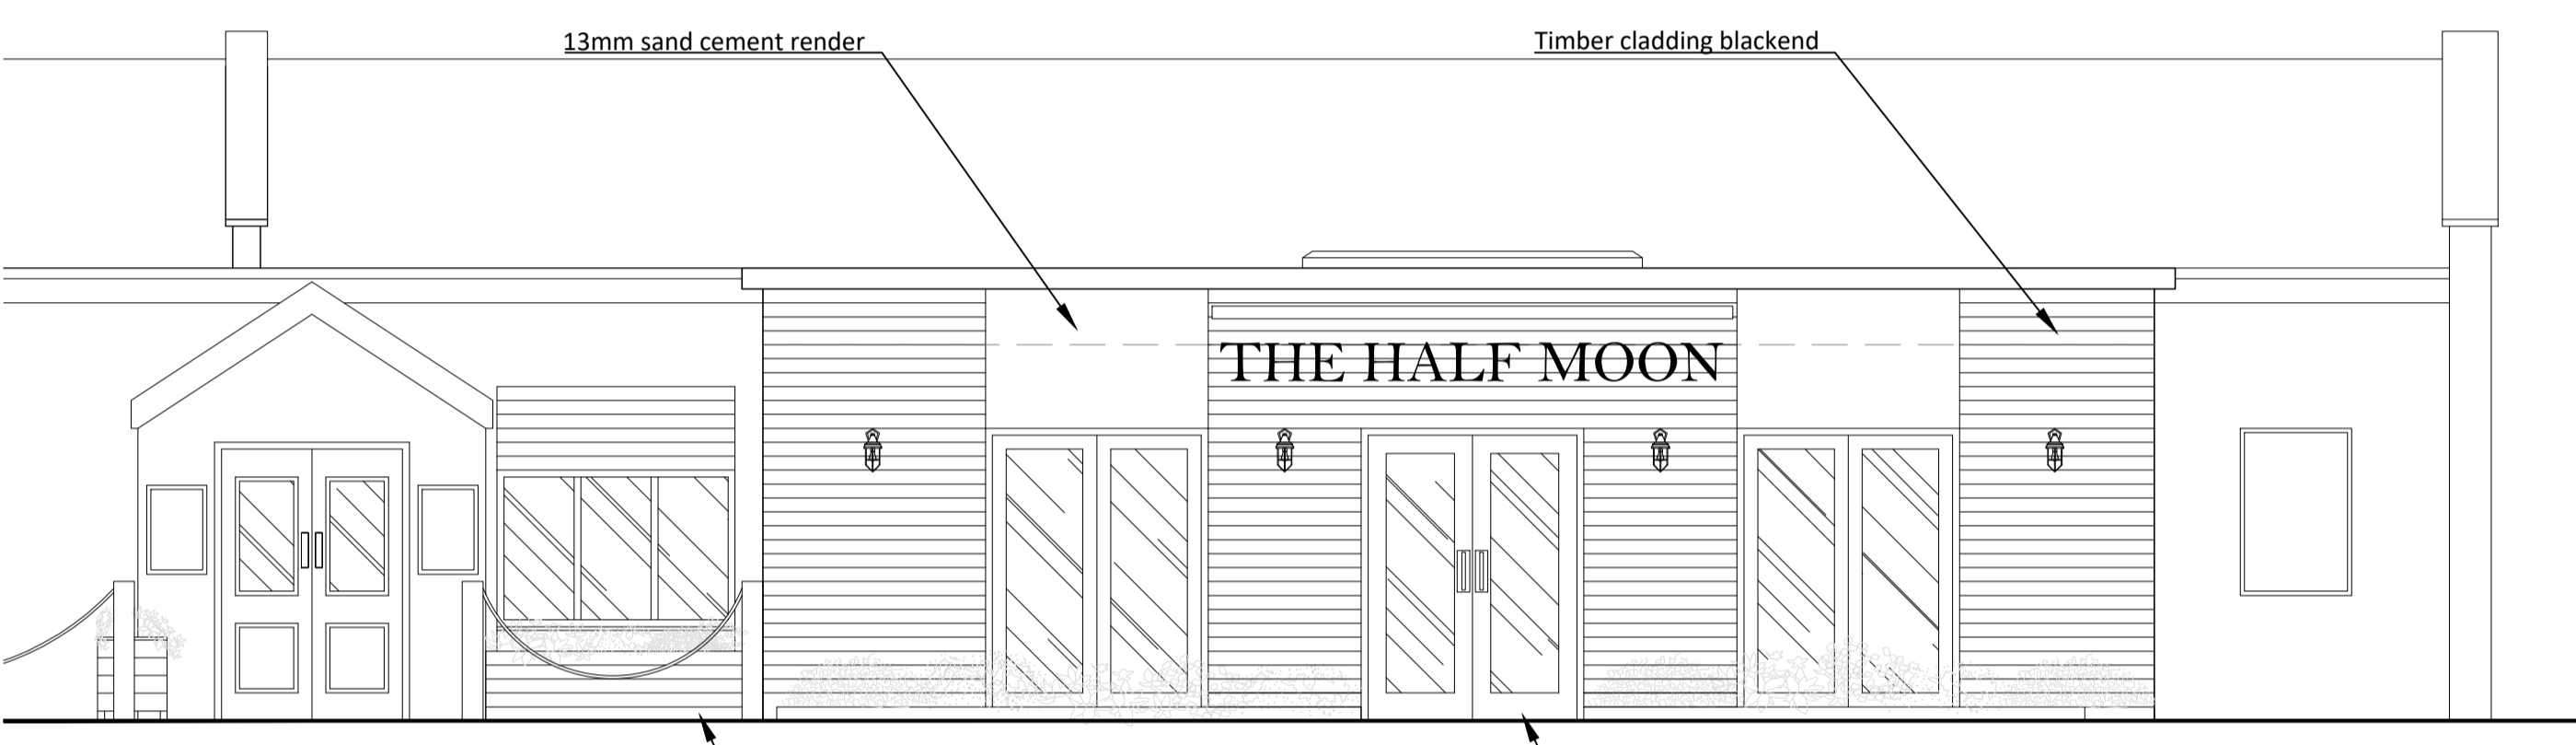 13mm sand cement render
Timber cladding blackend
THE HALF MOON